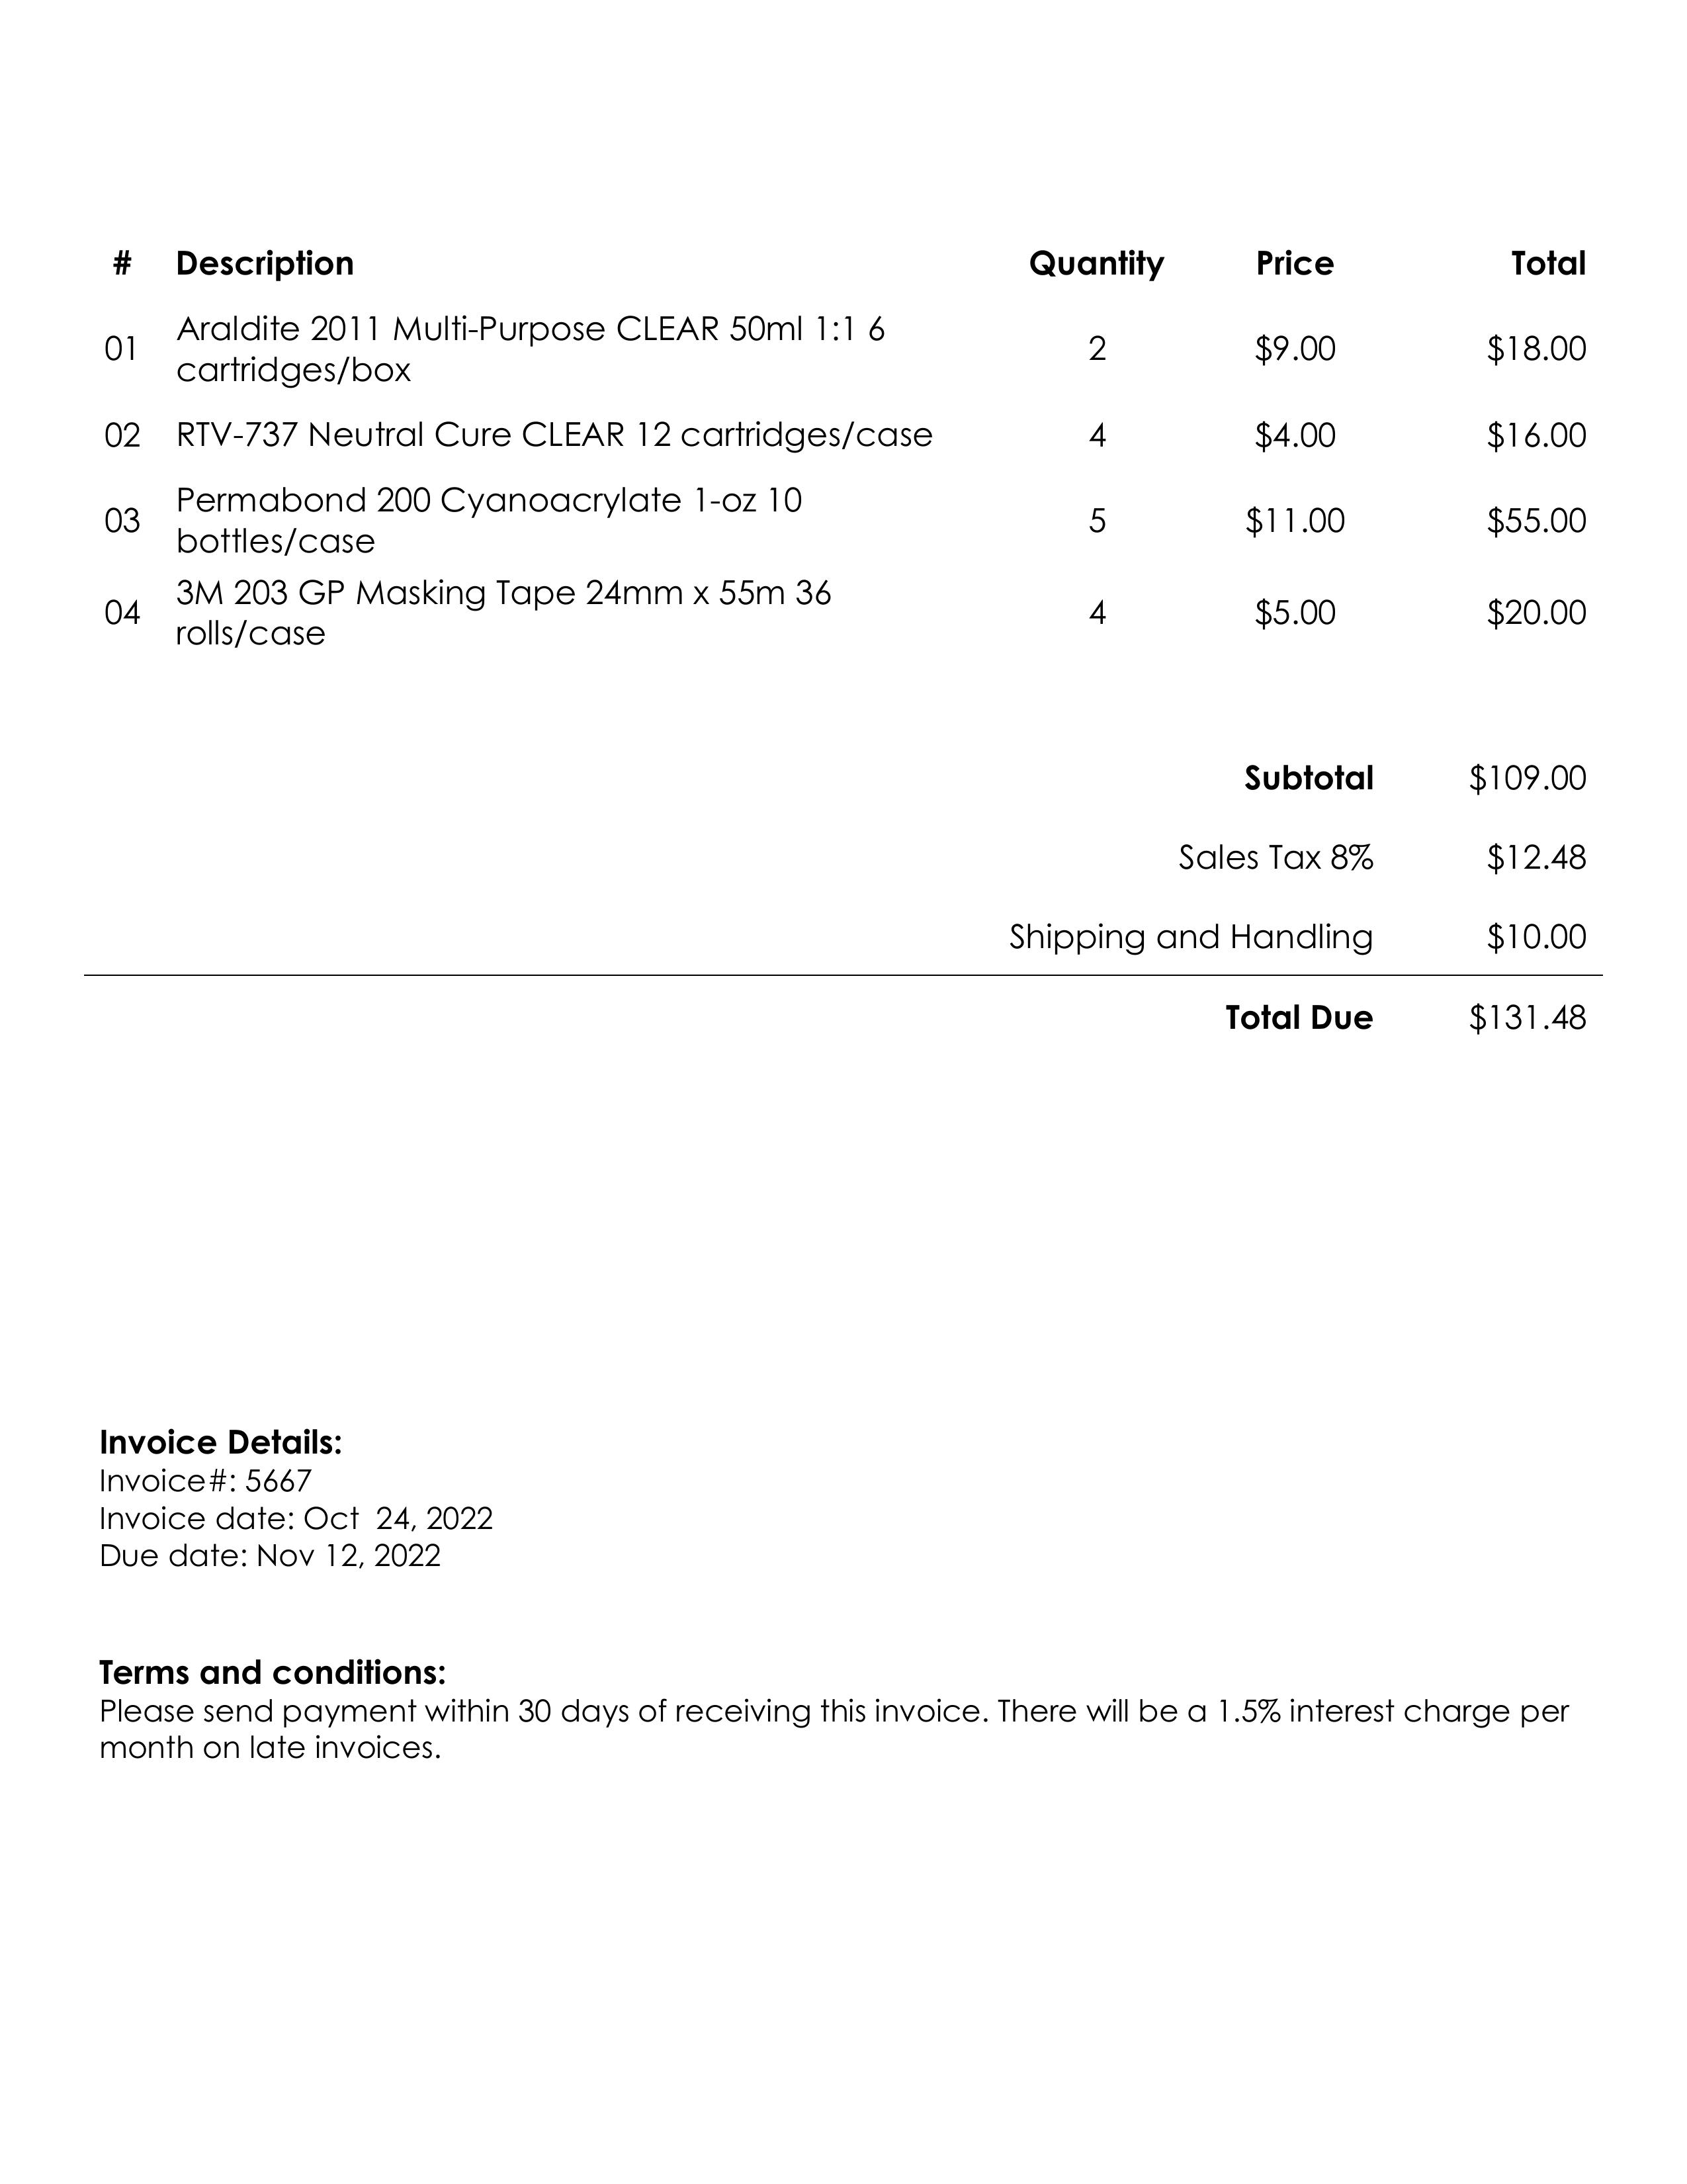 # Description Quantity Price Total
01 Araldite 2011 Multi-Purpose CLEAR 50ml 1:1 6
cartridges/box 2 $9.00 $18.00
02 RTV-737 Neutral Cure CLEAR 12 cartridges/case 4 $4.00 $16.00
03 Permabond 200 Cyanoacrylate 1-oz 10
bottles/case 5 $11.00 $55.00
04 3M 203 GP Masking Tape 24mm x 55m 36
rolls/case 4 $5.00 $20.00
Subtotal $109.00
Sales Tax 8% $12.48
Shipping and Handling $10.00
Total Due $131.48
Invoice Details:
Invoice#: 5667
Invoice date: Oct  24, 2022
Due date: Nov 12, 2022
Terms and conditions:
Please send payment within 30 days of receiving this invoice. There will be a 1.5% interest charge per
month on late invoices.